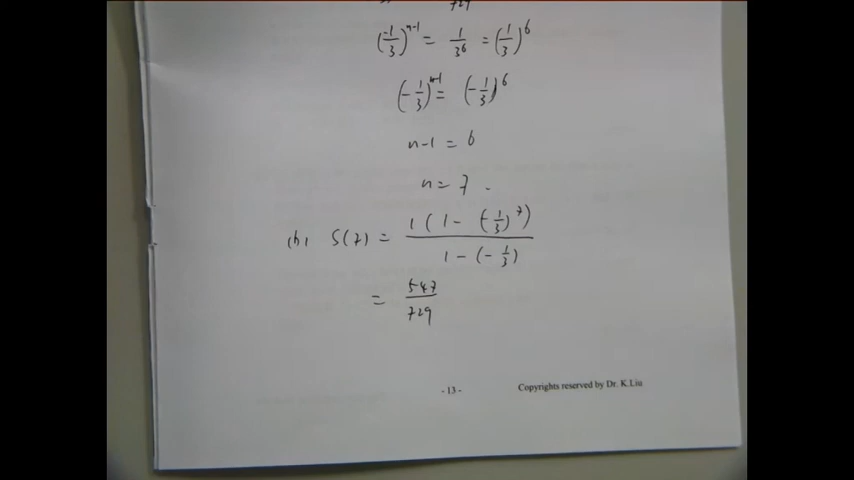 729
(-1/3)^n-1 = 1/3^6 = (1/3)^6
(-1/3)^n-1 = (-1/3)^6
n-1 = 6
n = 7.
(b) S(7) = 1(1 - (-1/3)^7) / 1 - (-1/3)
= 547/729
- 13 -
Copyrights reserved by Dr. K.Liu